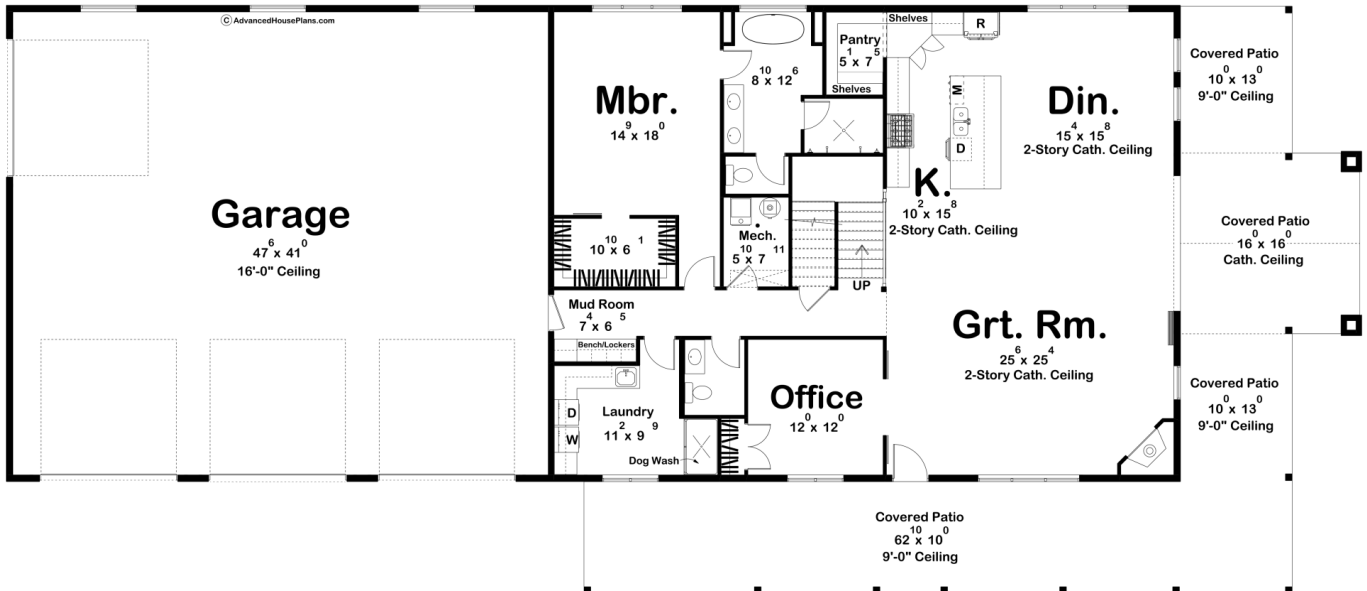 © AdvancedHousePlans.com
Garage
47⁶ x 41⁰
16'-0" Ceiling
Mbr.
14⁹ x 18⁰
10¹⁰ x 6¹
8¹⁰ x 12⁶
Pantry
5¹ x 7⁵
Shelves
Shelves
R
M
D
K.
10² x 15⁸
2-Story Cath. Ceiling
Din.
15⁴ x 15⁸
2-Story Cath. Ceiling
Covered Patio
10⁰ x 13⁰
9'-0" Ceiling
Covered Patio
16⁰ x 16⁰
Cath. Ceiling
Mech.
5¹⁰ x 7¹¹
UP
Mud Room
7⁴ x 6⁵
Bench/Lockers
Grt. Rm.
25⁶ x 25⁴
2-Story Cath. Ceiling
Covered Patio
10⁰ x 13⁰
9'-0" Ceiling
Laundry
11² x 9⁹
D
W
Dog Wash
Office
12⁰ x 12⁰
Covered Patio
62¹⁰ x 10⁰
9'-0" Ceiling